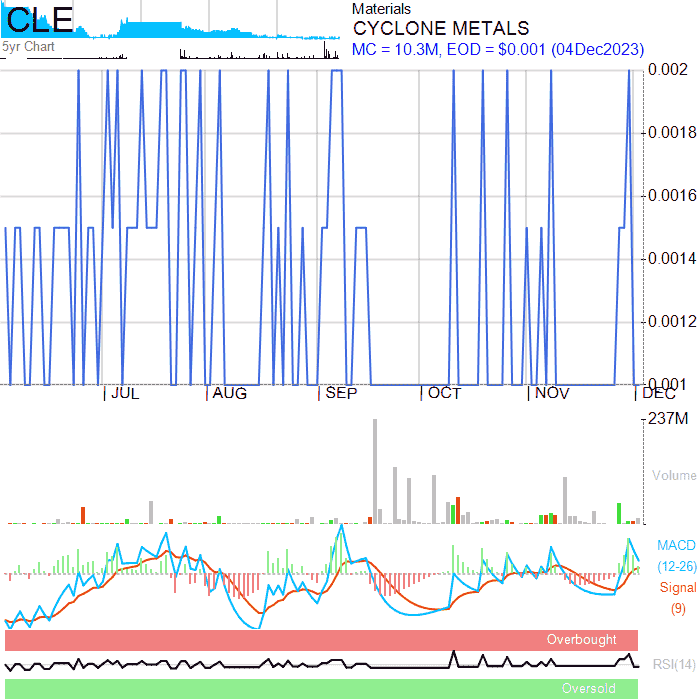 CLE
5yr Chart
Materials
CYCLONE METALS
MC = 10.3M, EOD = $0.001 (04Dec2023)
0.002
0.0018
0.0016
0.0014
0.0012
0.001
JUL AUG SEP OCT NOV DEC
237M
Volume
MACD
(12-26)
Signal
(9)
Overbought
RSI(14)
Oversold